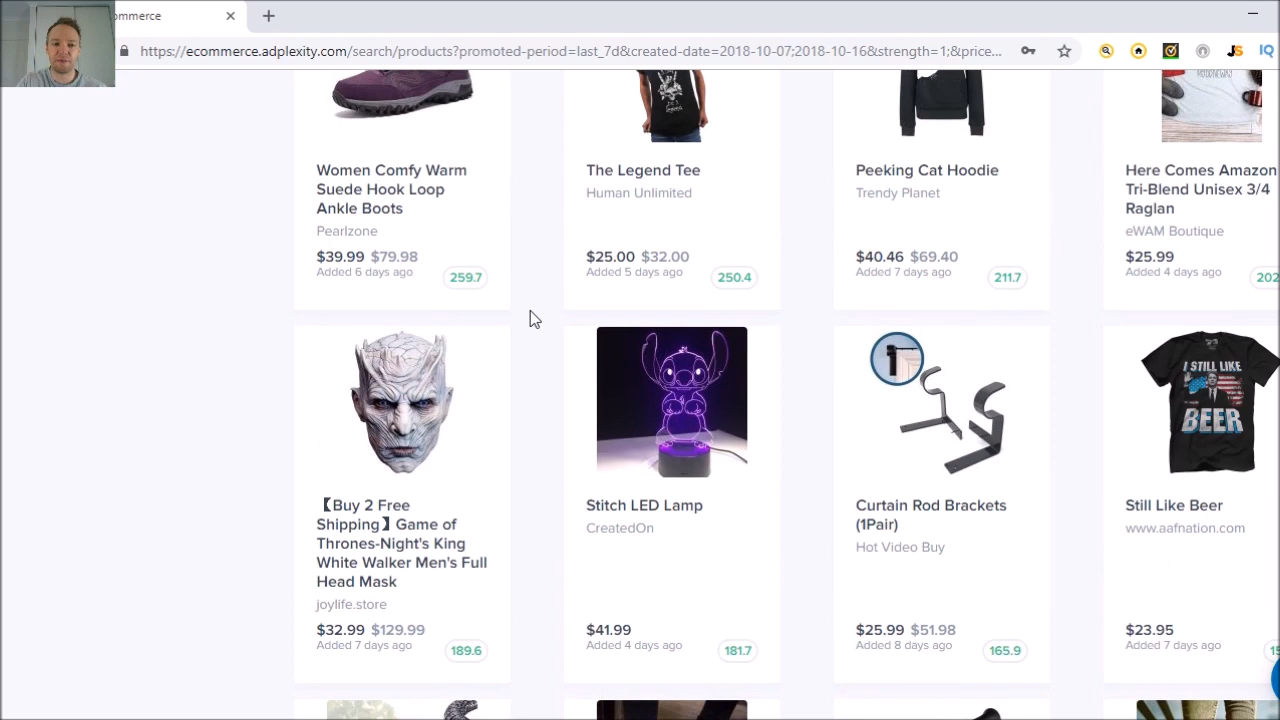 ommerce
https://ecommerce.adplexity.com/search/products?promoted-period=last_7d&created-date=2018-10-07;2018-10-16&strength=1;&price...
JS
IQ
Women Comfy Warm
Suede Hook Loop
Ankle Boots
Pearlzone
$39.99 $79.98
Added 6 days ago
259.7
The Legend Tee
Human Unlimited
$25.00 $32.00
Added 5 days ago
250.4
Peeking Cat Hoodie
Trendy Planet
$40.46 $69.40
Added 7 days ago
211.7
Here Comes Amazon
Tri-Blend Unisex 3/4
Raglan
eWAM Boutique
$25.99
Added 4 days ago
202
【Buy 2 Free
Shipping】Game of
Thrones-Night's King
White Walker Men's Full
Head Mask
joylife.store
$32.99 $129.99
Added 7 days ago
189.6
Stitch LED Lamp
CreatedOn
$41.99
Added 4 days ago
181.7
Curtain Rod Brackets
(1Pair)
Hot Video Buy
$25.99 $51.98
Added 8 days ago
165.9
I STILL LIKE
BEER
Still Like Beer
www.aafnation.com
$23.95
Added 7 days ago
15